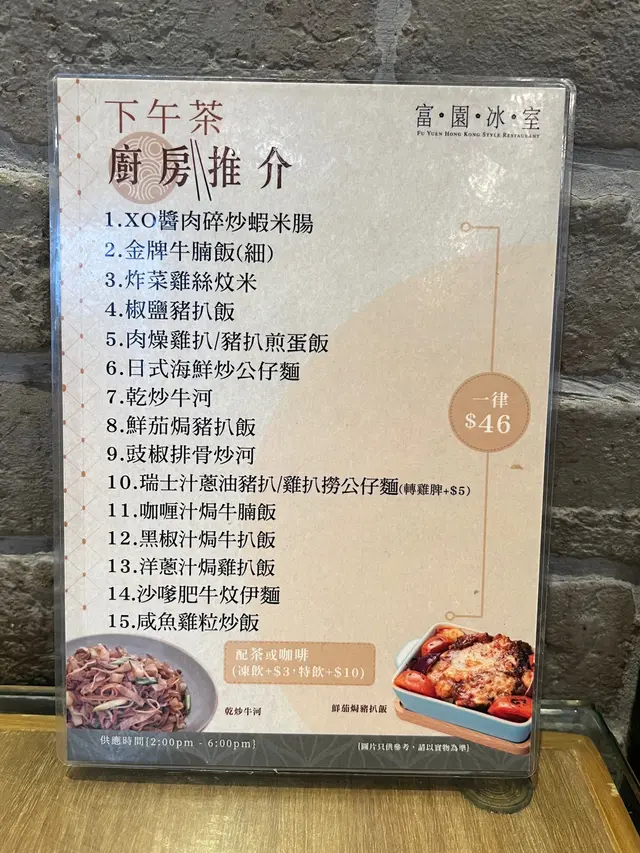 下午茶
廚房推介
富·園·冰·室
Fu Yuen Hong Kong Style Restaurant
1.XO醬肉碎炒蝦米腸
2.金牌牛腩飯(細)
3.炸菜雞絲炆米
4.椒鹽豬扒飯
5.肉燥雞扒/豬扒煎蛋飯
6.日式海鮮炒公仔麵
7.乾炒牛河
8.鮮茄焗豬扒飯
9.豉椒排骨炒河
10.瑞士汁蔥油豬扒/雞扒撈公仔麵(轉雞髀+$5)
11.咖喱汁焗牛腩飯
12.黑椒汁焗牛扒飯
13.洋蔥汁焗雞扒飯
14.沙嗲肥牛炆伊麵
15.咸魚雞粒炒飯
一律
$46
配茶或咖啡
(凍飲+$3,特飲+$10)
乾炒牛河
鮮茄焗豬扒飯
供應時間{2:00pm - 6:00pm}
(圖片只供參考、請以實物為準)